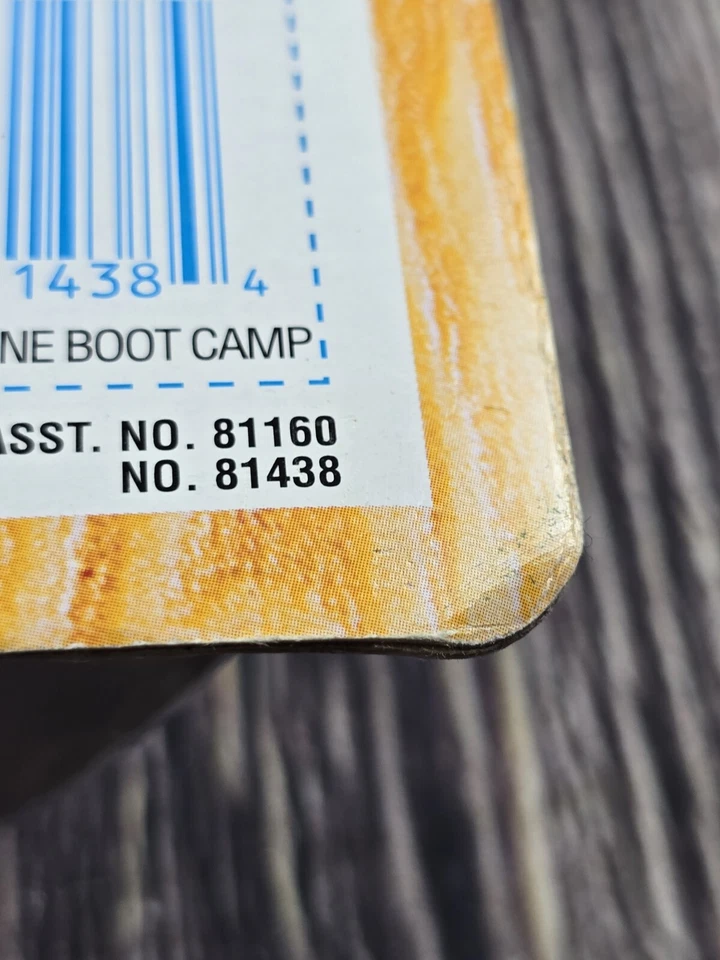 1438 4
NE BOOT CAMP
ASST. NO. 81160
NO. 81438